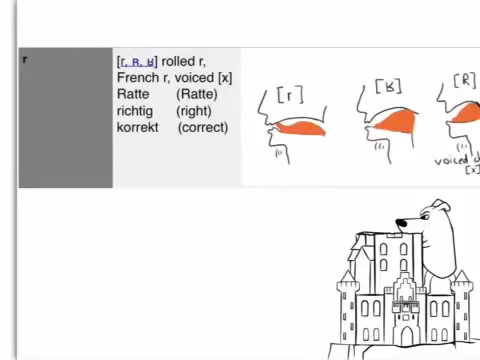 r
[r, ʀ, ʁ] rolled r,
French r, voiced [x]
Ratte (Ratte)
richtig (right)
korrekt (correct)
[r]
[ʁ]
[R]
voiced
[x]